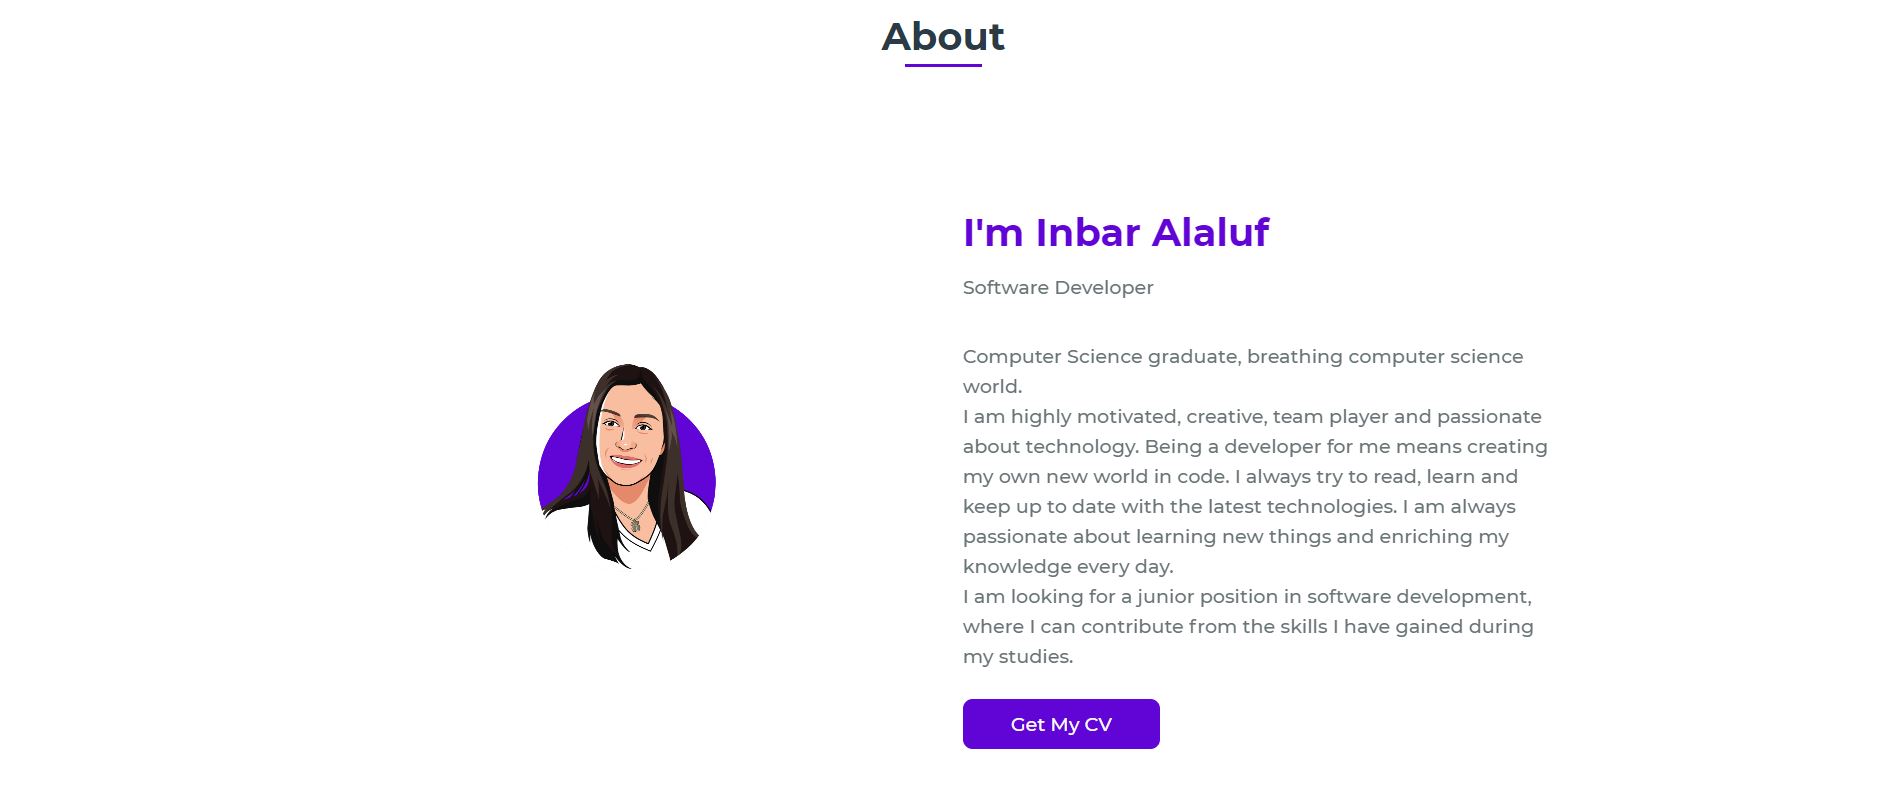 About
I'm Inbar Alaluf
Software Developer
Computer Science graduate, breathing computer science
world.
I am highly motivated, creative, team player and passionate
about technology. Being a developer for me means creating
my own new world in code. I always try to read, learn and
keep up to date with the latest technologies. I am always
passionate about learning new things and enriching my
knowledge every day.
I am looking for a junior position in software development,
where I can contribute from the skills I have gained during
my studies.
Get My CV